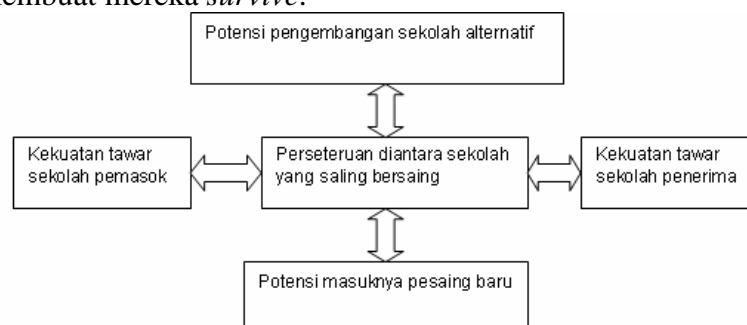 membuat mereka survive.
Potensi pengembangan sekolah alternatif
Kekuatan tawar
sekolah pemasok
Perseteruan diantara sekolah
yang saling bersaing
Kekuatan tawar
sekolah penerima
Potensi masuknya pesaing baru